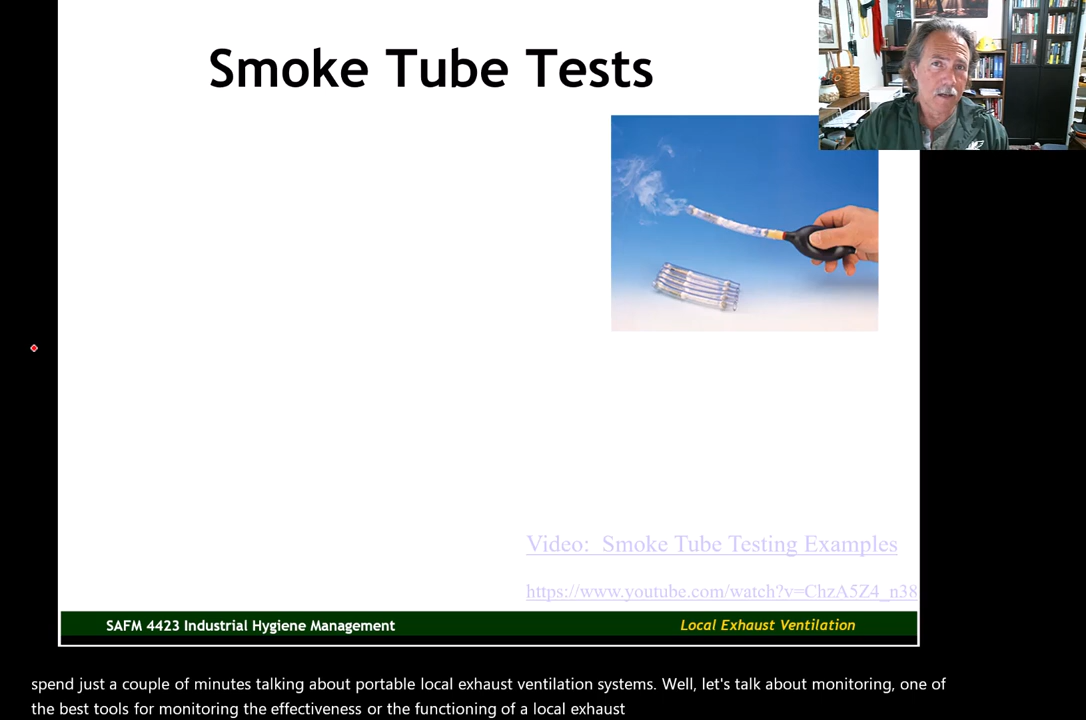 Smoke Tube Tests
Video: Smoke Tube Testing Examples
https://www.youtube.com/watch?v=ChzA5Z4_n38
SAFM 4423 Industrial Hygiene Management
Local Exhaust Ventilation
spend just a couple of minutes talking about portable local exhaust ventilation systems. Well, let's talk about monitoring, one of
the best tools for monitoring the effectiveness or the functioning of a local exhaust